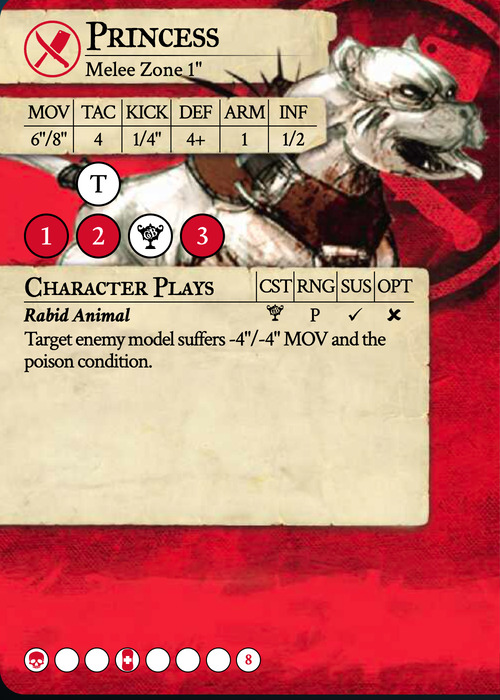 Princess
Melee Zone 1"
MOV TAC KICK DEF ARM INF
6"/8" 4 1/4" 4+ 1 1/2
T
1 2 GB 3
Character Plays CST RNG SUS OPT
Rabid Animal GB P ✓ ✘
Target enemy model suffers -4"/-4" MOV and the
poison condition.
8